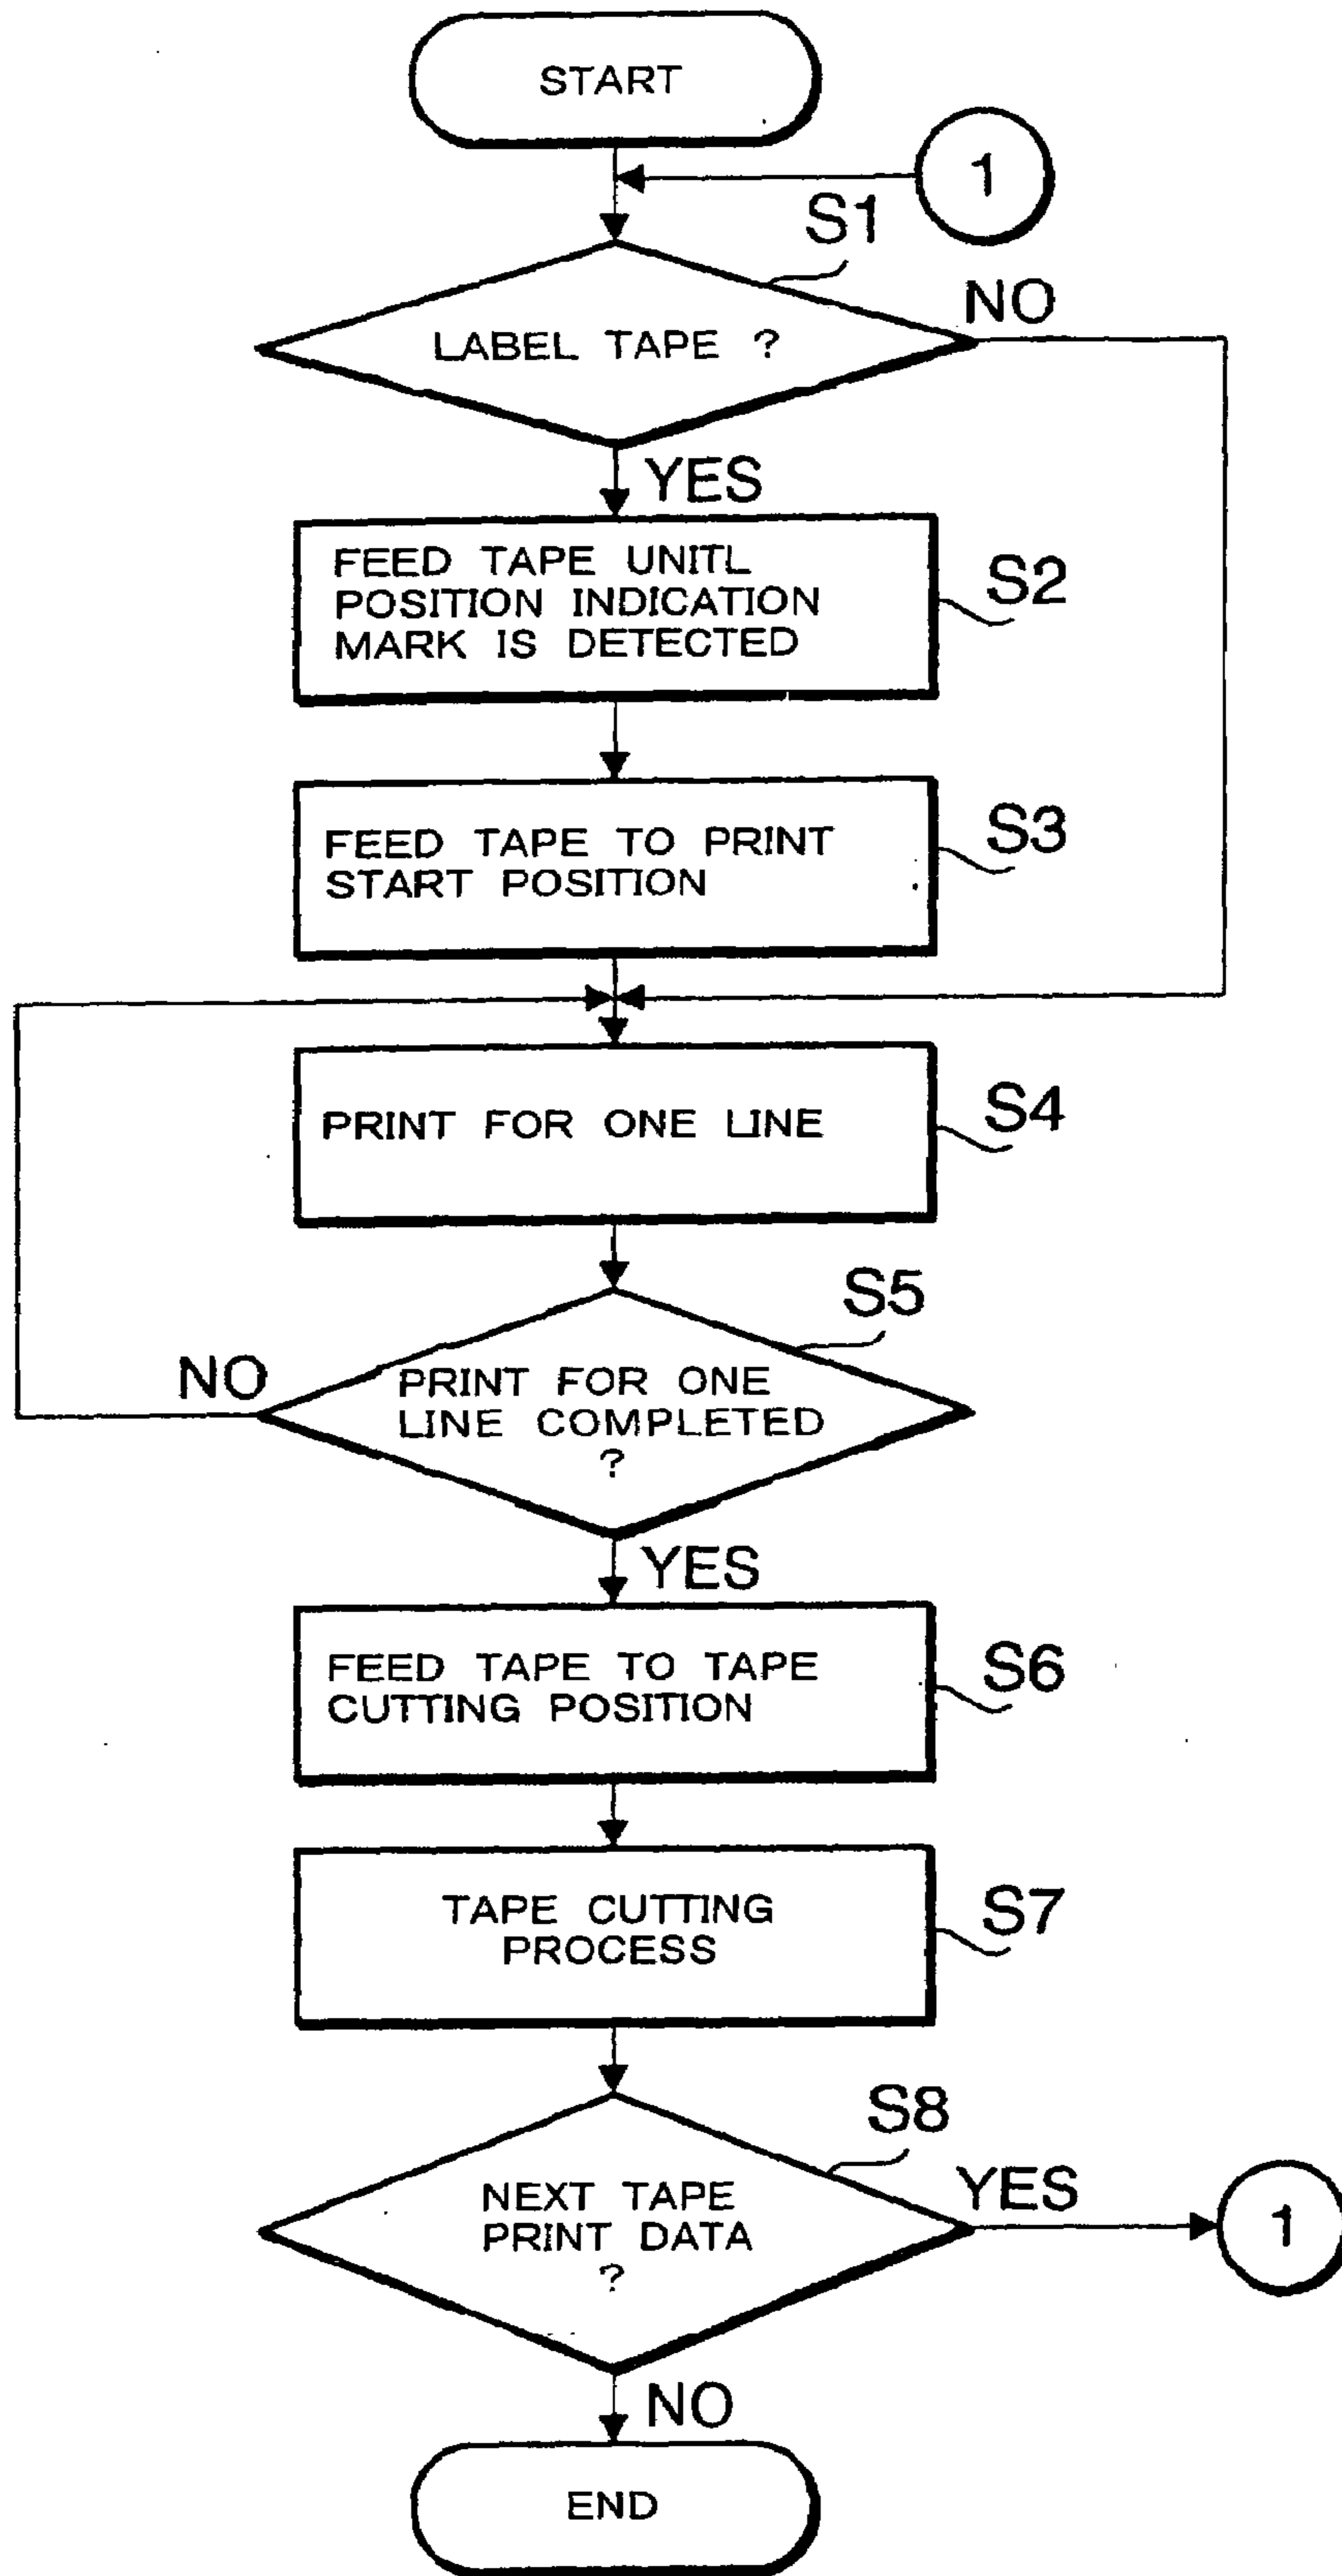 START
1
S1
LABEL TAPE ?
NO
YES
FEED TAPE UNITL
POSITION INDICATION
MARK IS DETECTED
S2
FEED TAPE TO PRINT
START POSITION
S3
PRINT FOR ONE LINE
S4
S5
PRINT FOR ONE
LINE COMPLETED
?
NO
YES
FEED TAPE TO TAPE
CUTTING POSITION
S6
TAPE CUTTING
PROCESS
S7
S8
NEXT TAPE
PRINT DATA
?
YES
1
NO
END